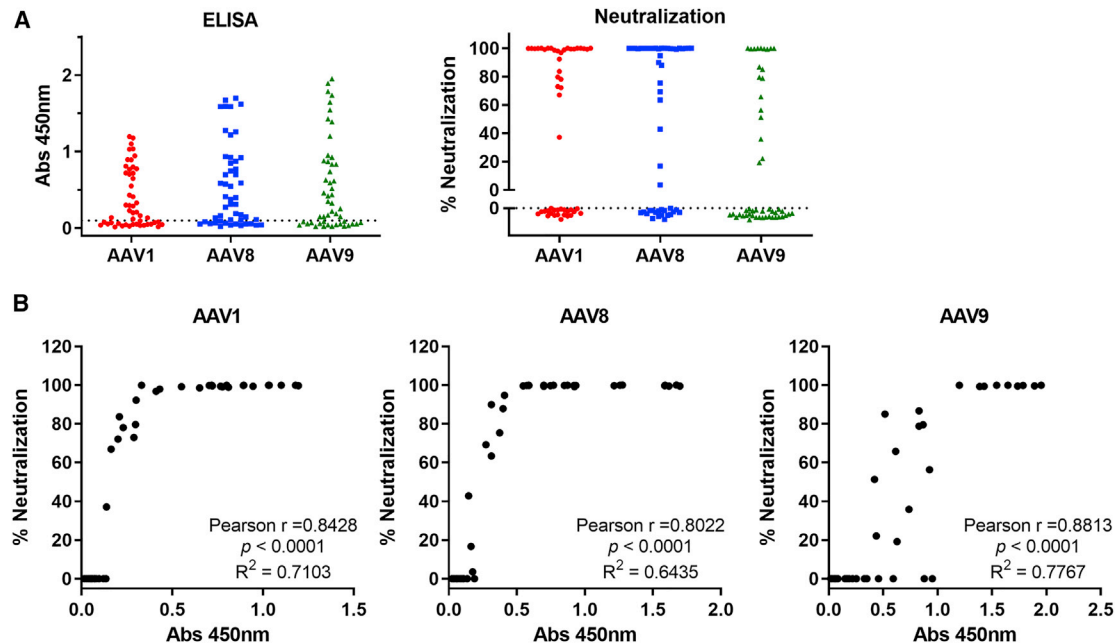 A
ELISA
Abs 450nm
2
1
0
AAV1 AAV8 AAV9
Neutralization
% Neutralization
100
80
60
40
20
0
0
AAV1 AAV8 AAV9
B
AAV1
% Neutralization
120
100
80
60
40
20
0
Pearson r =0.8428
p < 0.0001
R² = 0.7103
0.0 0.5 1.0 1.5
Abs 450nm
AAV8
% Neutralization
120
100
80
60
40
20
0
Pearson r =0.8022
p < 0.0001
R² = 0.6435
0.0 0.5 1.0 1.5 2.0
Abs 450nm
AAV9
% Neutralization
120
100
80
60
40
20
0
Pearson r =0.8813
p < 0.0001
R² = 0.7767
0.0 0.5 1.0 1.5 2.0 2.5
Abs 450nm